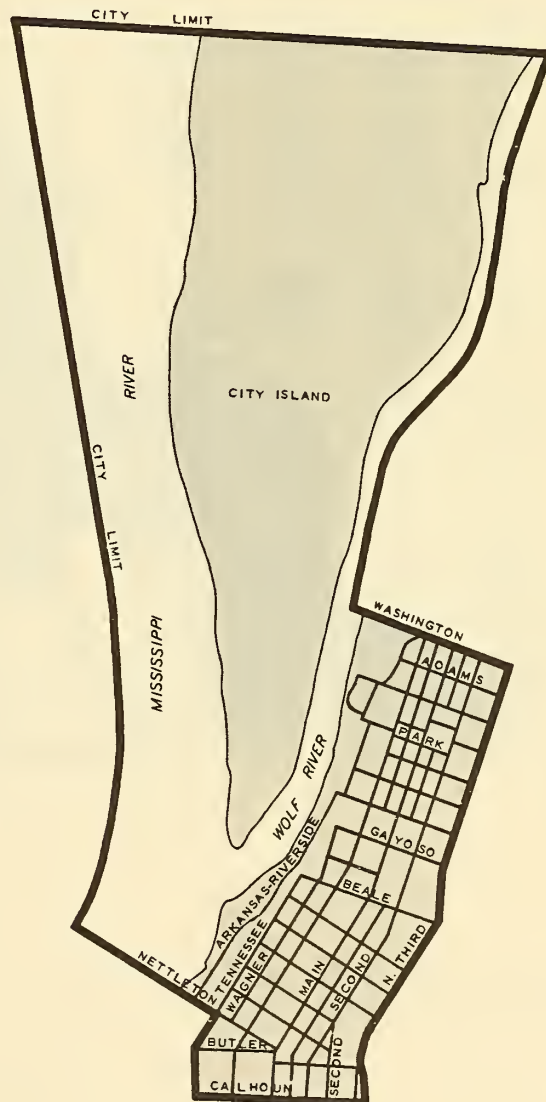 CITY LIMIT
RIVER
CITY ISLAND
CITY LIMIT
MISSISSIPPI
WASHINGTON
ADAMS
PARK
WOLF RIVER
GAYOSO
ARKANSAS-RIVERSIDE
BEALE
TENNESSEE
WAGNER
MAIN
SECOND
N. THIRD
NETTLETON
BUTLER
SECOND
CALHOUN